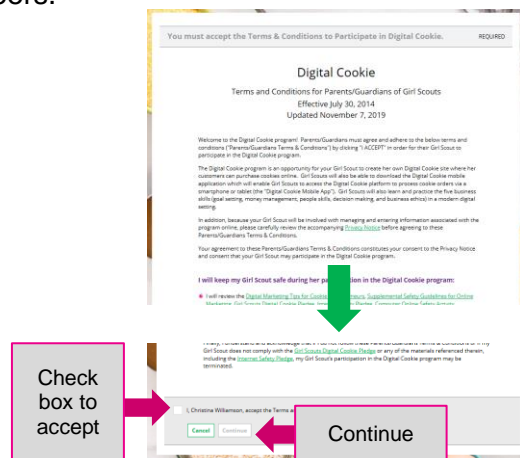 You must accept the Terms & Conditions to Participate in Digital Cookie. REQUIRED
Digital Cookie
Terms and Conditions for Parents/Guardians of Girl Scouts
Effective July 30, 2014
Updated November 7, 2019
Welcome to the Digital Cookie program! Parents/Guardians must agree and adhere to the below terms and
conditions ("Parents/Guardians Terms & Conditions") by clicking "I ACCEPT" in order for their Girl Scout to
participate in the Digital Cookie program.
The Digital Cookie program is an opportunity for your Girl Scout to create her own Digital Cookie site where her
customers can purchase cookies online. Girl Scouts will also be able to download the Digital Cookie mobile
application which will enable Girl Scouts to access the Digital Cookie platform to process cookie orders via a
smartphone or tablet (the "Digital Cookie Mobile App"). Girl Scouts will also learn and practice the five business
skills (goal setting, money management, people skills, decision making, and business ethics) in a modern digital
setting.
In addition, because your Girl Scout will be involved with managing and entering information associated with the
program online, please carefully review the accompanying Privacy Notice before agreeing to these
Parents/Guardians Terms & Conditions.
Your agreement to these Parents/Guardians Terms & Conditions constitutes your consent to the Privacy Notice
and consent that your Girl Scout may participate in the Digital Cookie program.
I will keep my Girl Scout safe during her in the Digital Cookie program:
I will review the Digital Marketing Tips for Cookie Supplemental Safety Guidelines for Online
Girl Scout does not comply with the Girl Scouts Digital Cookie Pledge or any of the materials referenced therein,
including the Internet Safety Pledge, my Girl Scout's participation in the Digital Cookie program may be
terminated.
Check
box to
accept
I, Christina Williamson, accept the Terms
Cancel Continue
Continue